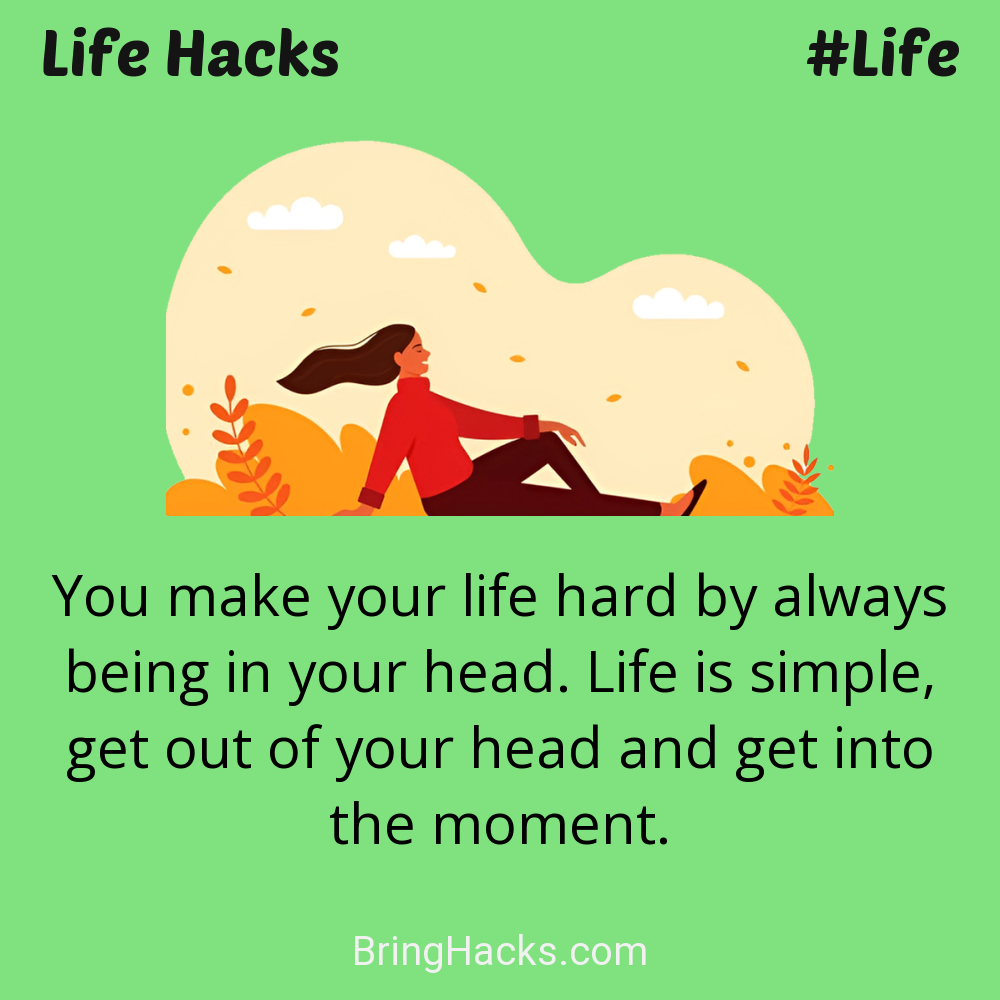 Life Hacks
#Life
You make your life hard by always
being in your head. Life is simple,
get out of your head and get into
the moment.
BringHacks.com